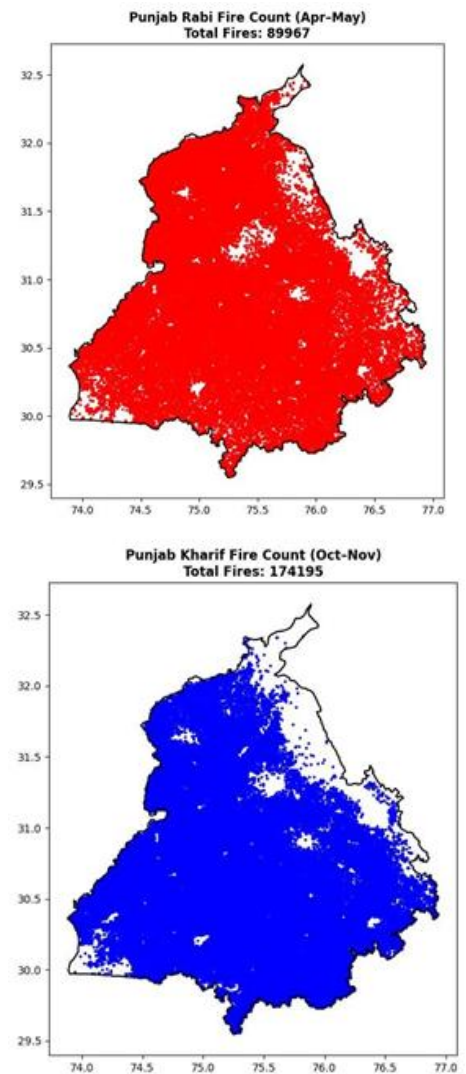 Punjab Rabi Fire Count (Apr–May)
Total Fires: 89967
32.5
32.0
31.5
31.0
30.5
30.0
29.5
74.0 74.5 75.0 75.5 76.0 76.5 77.0
Punjab Kharif Fire Count (Oct–Nov)
Total Fires: 174195
32.5
32.0
31.5
31.0
30.5
30.0
29.5
74.0 74.5 75.0 75.5 76.0 76.5 77.0